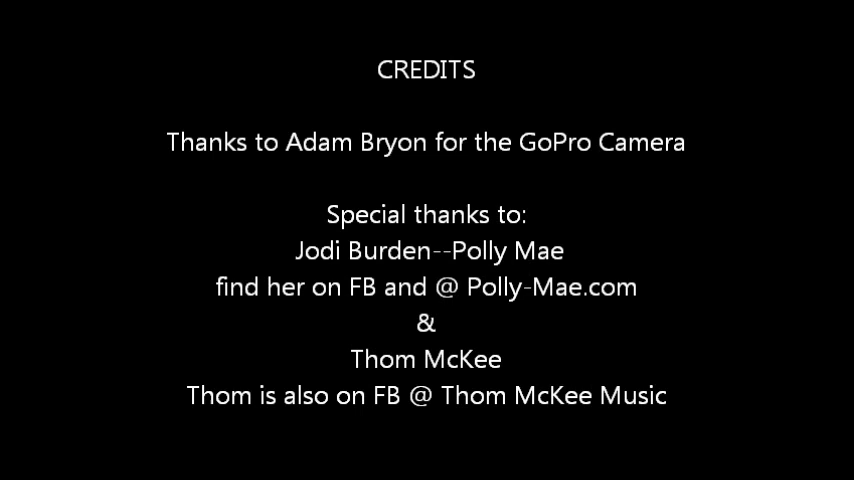 CREDITS
Thanks to Adam Bryon for the GoPro Camera
Special thanks to:
Jodi Burden--Polly Mae
find her on FB and @ Polly-Mae.com
&
Thom McKee
Thom is also on FB @ Thom McKee Music